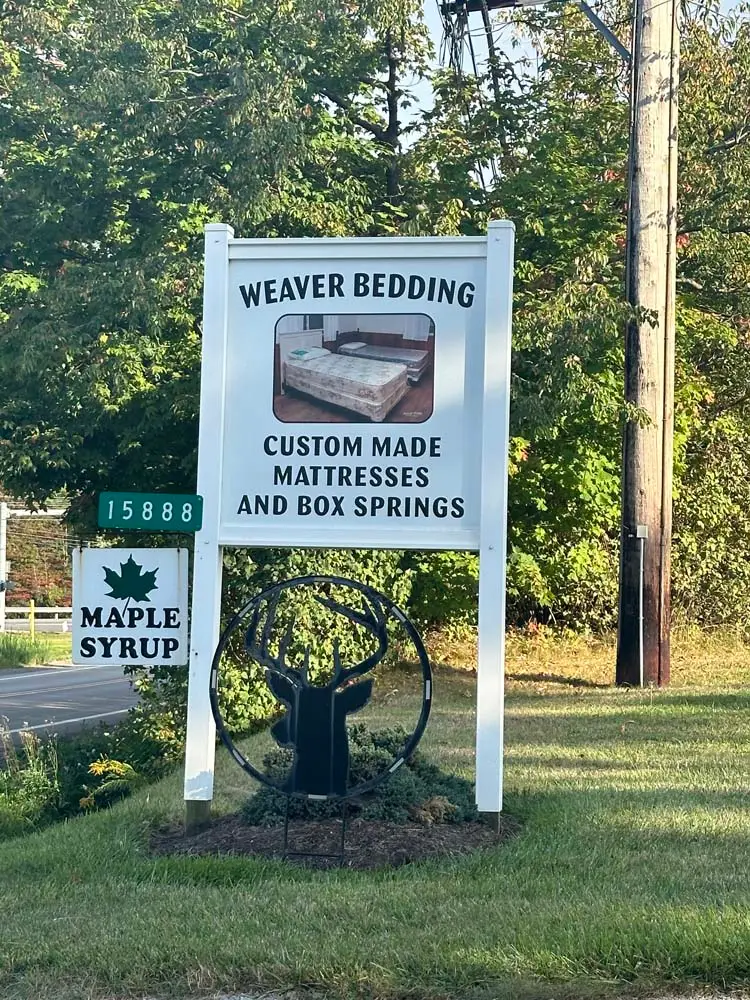 WEAVER BEDDING
CUSTOM MADE
MATTRESSES
AND BOX SPRINGS
15888
MAPLE
SYRUP